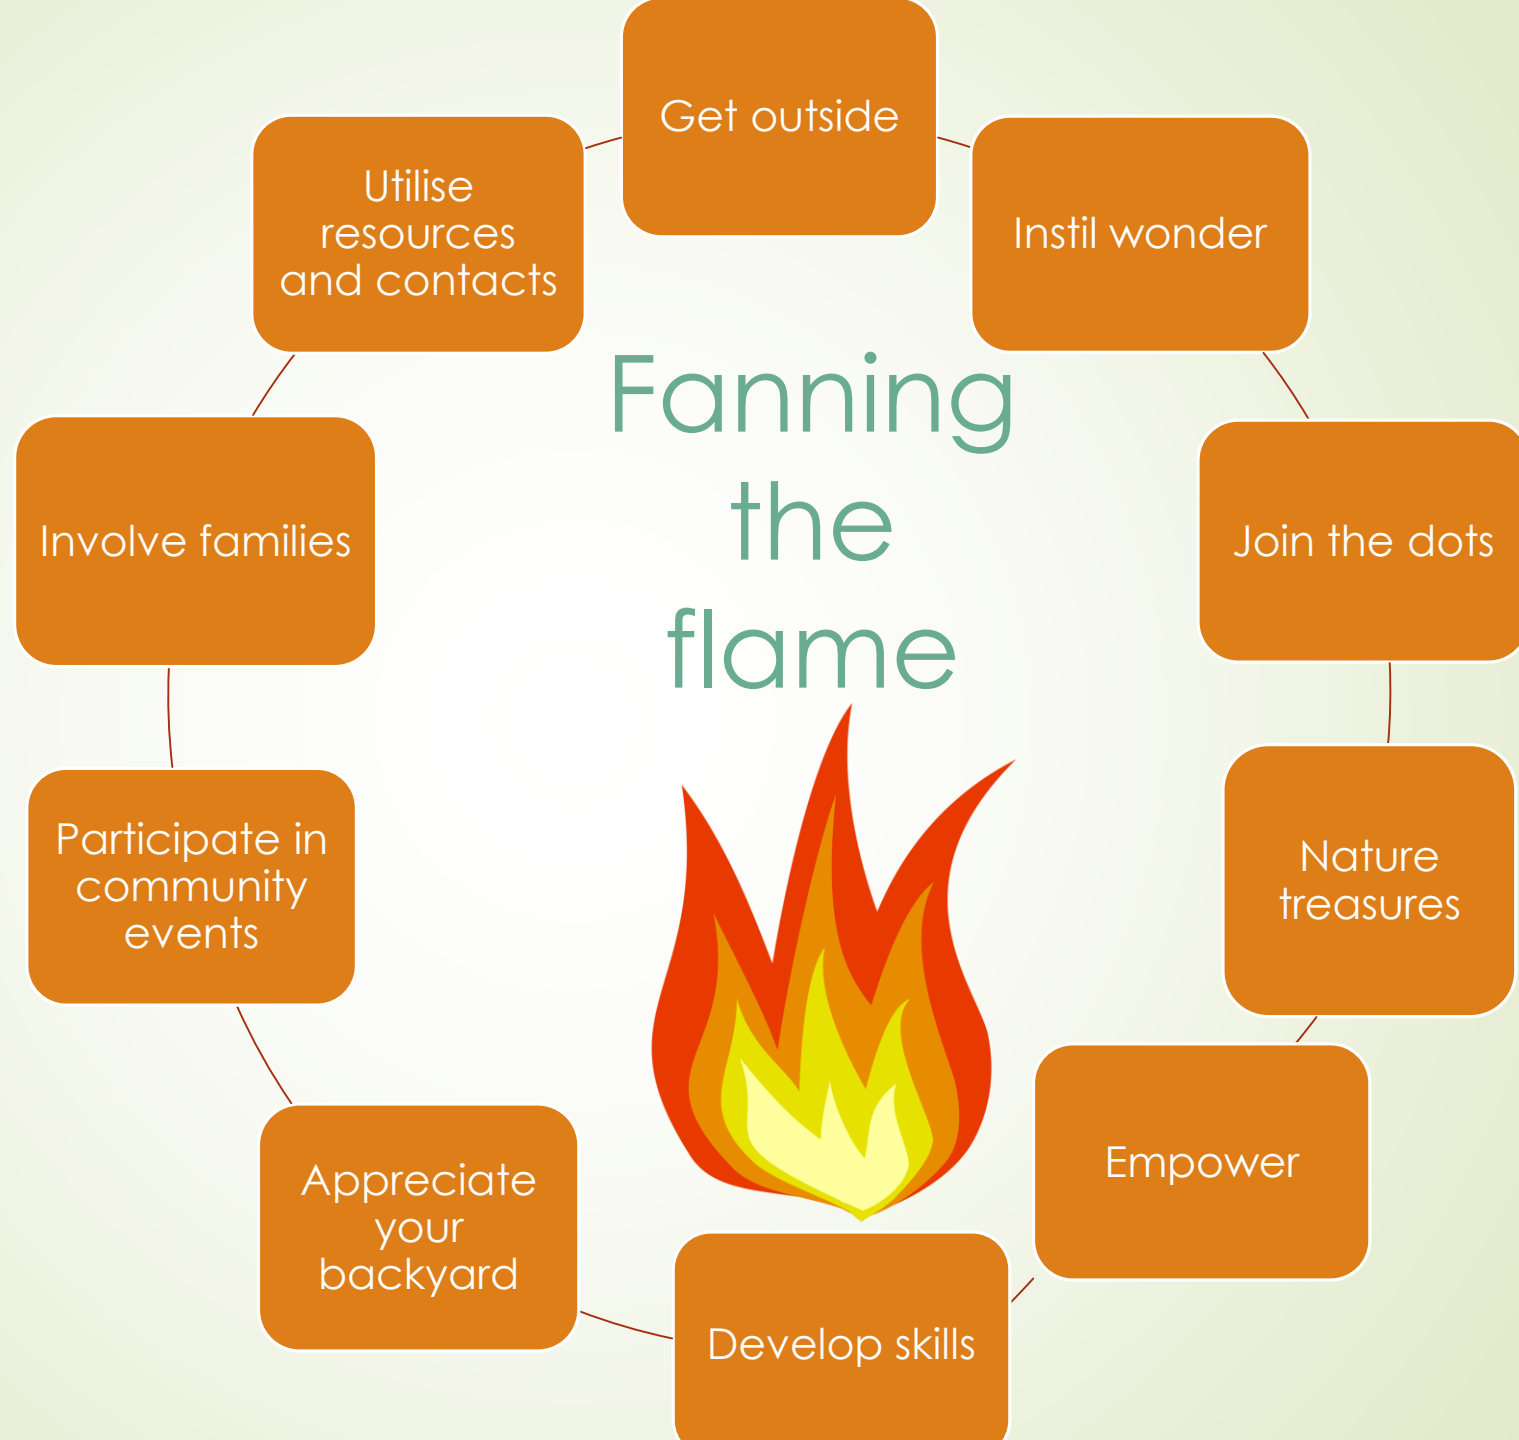 Get outside
Instil wonder
Join the dots
Nature
treasures
Empower
Develop skills
Appreciate
your
backyard
Participate in
community
events
Involve families
Utilise
resources
and contacts
Fanning
the
flame